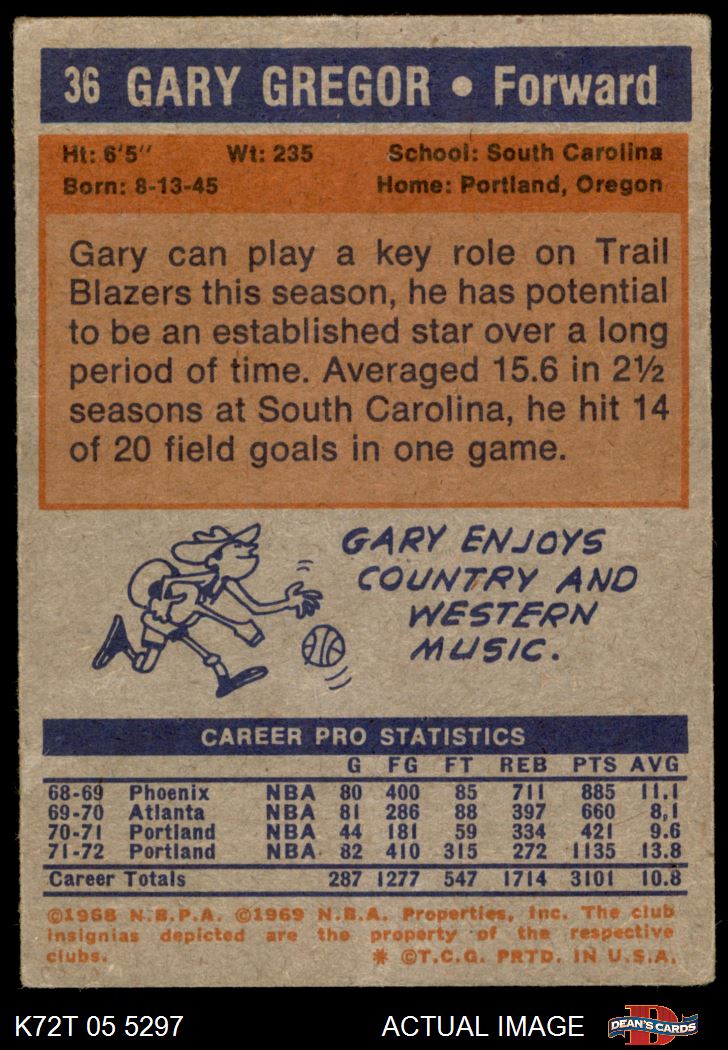 36 GARY GREGOR • Forward
Ht: 6'5" Wt: 235 School: South Carolina
Born: 8-13-45 Home: Portland, Oregon
Gary can play a key role on Trail
Blazers this season, he has potential
to be an established star over a long
period of time. Averaged 15.6 in 2½
seasons at South Carolina, he hit 14
of 20 field goals in one game.
GARY ENJOYS
COUNTRY AND
WESTERN
MUSIC.
CAREER PRO STATISTICS
G FG FT REB PTS AVG
68-69 Phoenix NBA 80 400 85 711 885 11.1
69-70 Atlanta NBA 81 286 88 397 660 8.1
70-71 Portland NBA 44 181 59 334 421 9.6
71-72 Portland NBA 82 410 315 272 1135 13.8
Career Totals 287 1277 547 1714 3101 10.8
©1968 N.B.P.A. ©1969 N.B.A. Properties, Inc. The club
insignias depicted are the property of the respective
clubs. * ©T.C.G. PRTD. IN U.S.A.
K72T 05 5297 ACTUAL IMAGE D DEAN'S CARDS